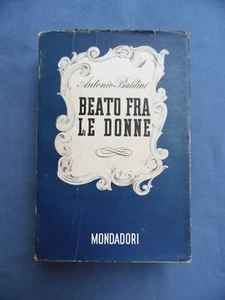 Antonio Baldini
BEATO FRA
LE DONNE
MONDADORI